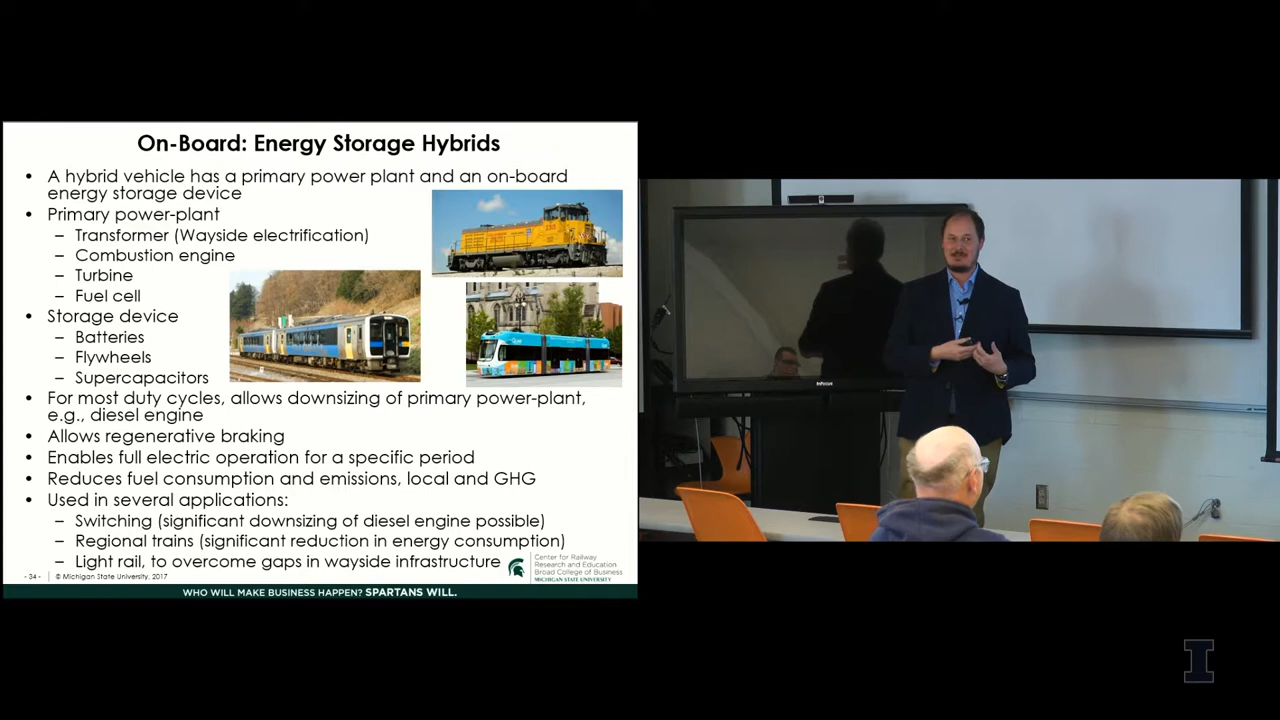 On-Board: Energy Storage Hybrids
• A hybrid vehicle has a primary power plant and an on-board
energy storage device
• Primary power-plant
– Transformer (Wayside electrification)
– Combustion engine
– Turbine
– Fuel cell
• Storage device
– Batteries
– Flywheels
– Supercapacitors
• For most duty cycles, allows downsizing of primary power-plant,
e.g., diesel engine
• Allows regenerative braking
• Enables full electric operation for a specific period
• Reduces fuel consumption and emissions, local and GHG
• Used in several applications:
– Switching (significant downsizing of diesel engine possible)
– Regional trains (significant reduction in energy consumption)
– Light rail, to overcome gaps in wayside infrastructure
- 34 - © Michigan State University, 2017
Center for Railway
Research and Education
Broad College of Business
MICHIGAN STATE UNIVERSITY
WHO WILL MAKE BUSINESS HAPPEN? SPARTANS WILL.
InFocus
I